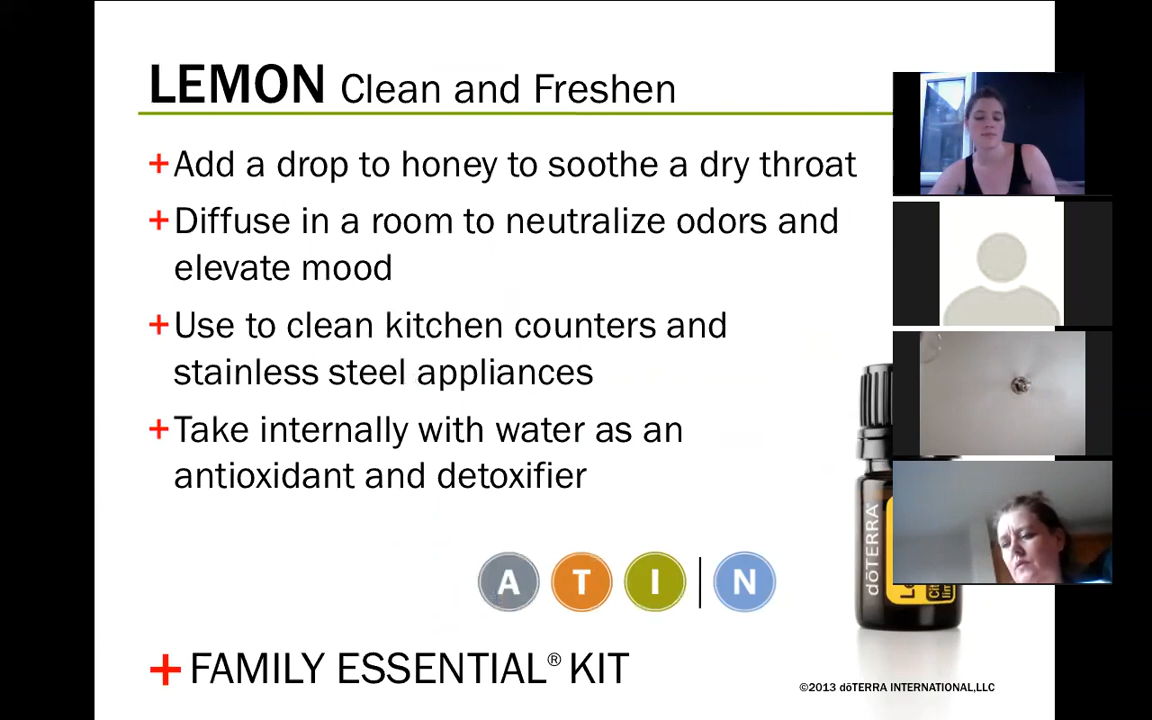 LEMON Clean and Freshen
+Add a drop to honey to soothe a dry throat
+Diffuse in a room to neutralize odors and
elevate mood
+Use to clean kitchen counters and
stainless steel appliances
+Take internally with water as an
antioxidant and detoxifier
A T I | N
dōTERRA
+FAMILY ESSENTIAL® KIT
©2013 dōTERRA INTERNATIONAL,LLC